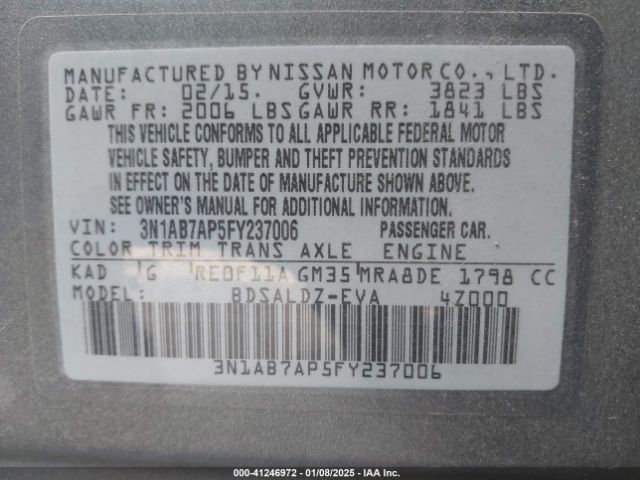 MANUFACTURED BY NISSAN MOTOR CO., LTD.
DATE: 02/15. GVWR: 3823 LBS
GAWR FR: 2006 LBS GAWR RR: 1841 LBS
THIS VEHICLE CONFORMS TO ALL APPLICABLE FEDERAL MOTOR
VEHICLE SAFETY, BUMPER AND THEFT PREVENTION STANDARDS
IN EFFECT ON THE DATE OF MANUFACTURE SHOWN ABOVE.
SEE OWNER'S MANUAL FOR ADDITIONAL INFORMATION.
VIN: 3N1AB7AP5FY237006 PASSENGER CAR.
COLOR TRIM TRANS AXLE ENGINE
KAD G RE0F11A GM35 MRA8DE 1798 CC
MODEL: BDSALDZ-EVA 4Z000
3N1AB7AP5FY237006
000-41246972 - 01/08/2025 - IAA Inc.